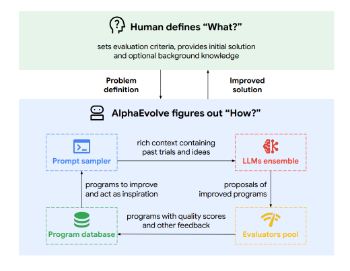 Human defines “What?”
sets evaluation criteria, provides initial solution
and optional background knowledge
Problem
definition
Improved
solution
AlphaEvolve figures out “How?”
Prompt sampler
rich context containing
past trials and ideas
LLMs ensemble
programs to improve
and act as inspiration
proposals of
improved programs
Program database
programs with quality scores
and other feedback
Evaluators pool